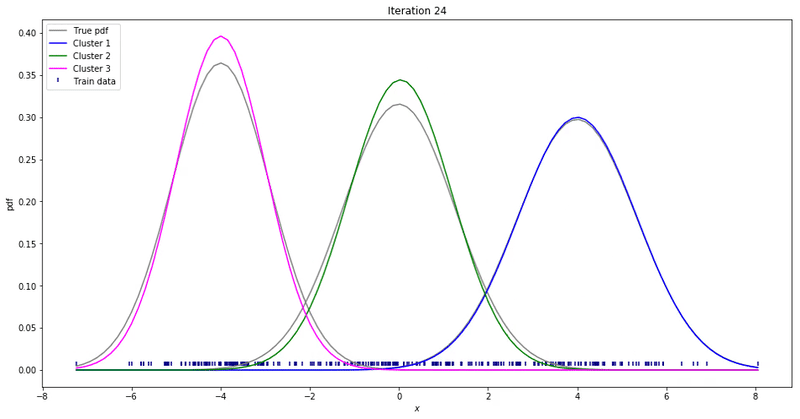 Iteration 24
True pdf
Cluster 1
Cluster 2
Cluster 3
Train data
pdf
0.40
0.35
0.30
0.25
0.20
0.15
0.10
0.05
0.00
−8
−6
−4
−2
0
2
4
6
8
x